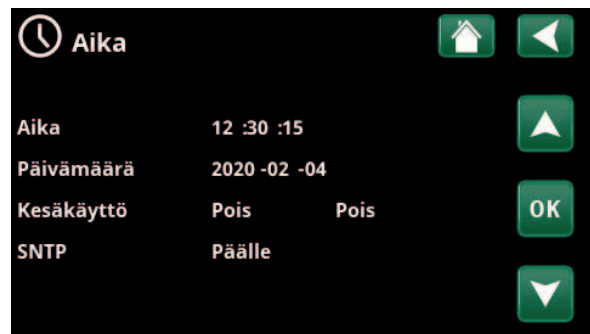 Aika
Aika 12 :30 :15
Päivämäärä 2020 -02 -04
Kesäkäyttö Pois Pois
OK
SNTP Päälle